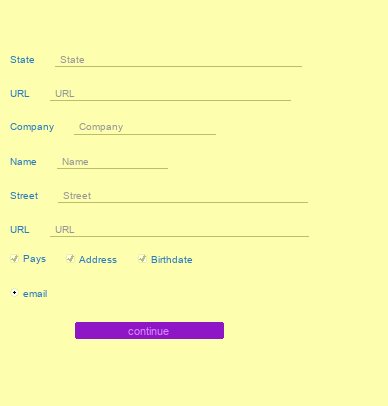 State State
URL URL
Company Company
Name Name
Street Street
URL URL
Pays Address Birthdate
email
continue